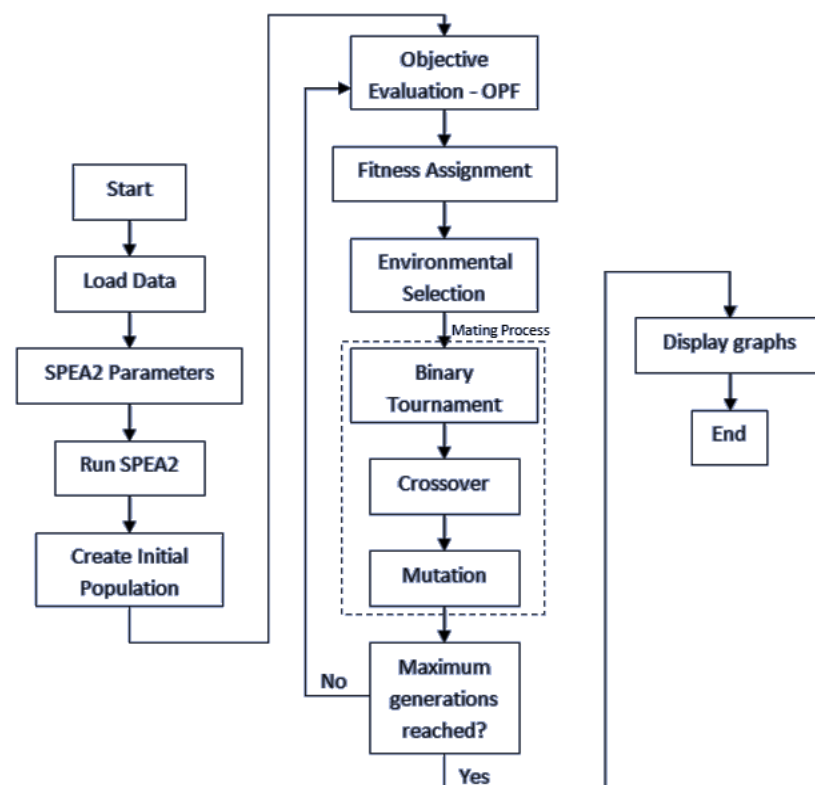 Start
Load Data
SPEA2 Parameters
Run SPEA2
Create Initial
Population
Objective
Evaluation - OPF
Fitness Assignment
Environmental
Selection
Mating Process
Binary
Tournament
Crossover
Mutation
Maximum
generations
reached?
No
Yes
Display graphs
End